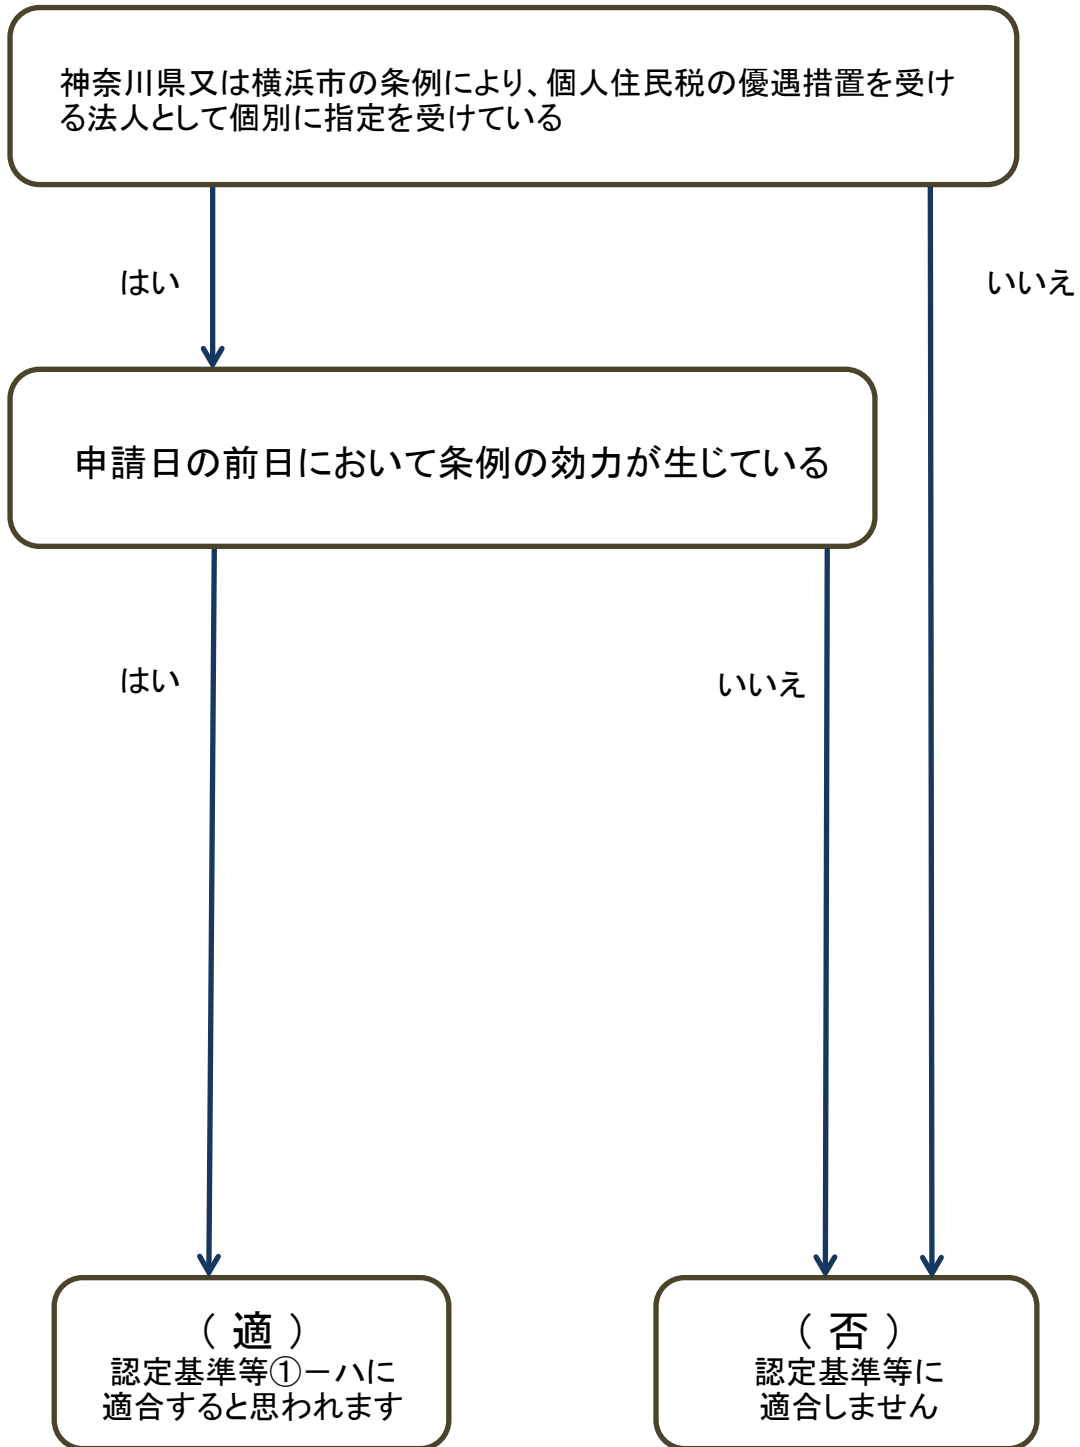 神奈川県又は横浜市の条例により、個人住民税の優遇措置を受け
る法人として個別に指定を受けている
はい
いいえ
申請日の前日において条例の効力が生じている
はい
いいえ
（ 適 ）
認定基準等①－ハに
適合すると思われます
（ 否 ）
認定基準等に
適合しません